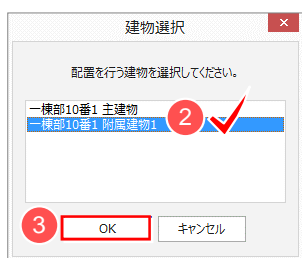 建物選択
×
配置を行う建物を選択してください。
一棟部10番1 主建物
一棟部10番1 附属建物1
2
3
OK
キャンセル